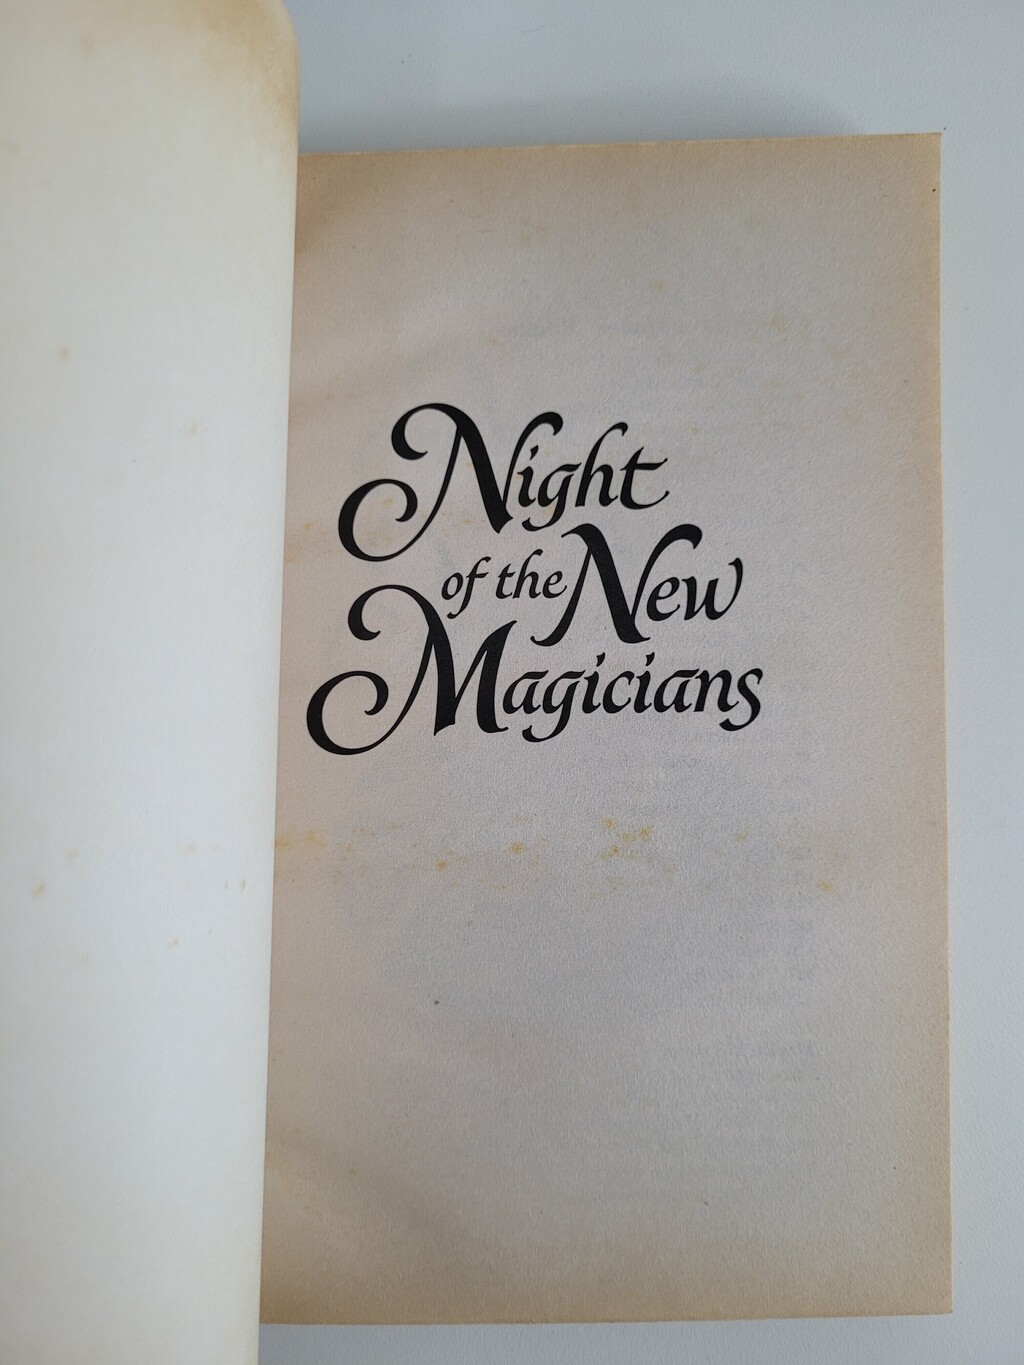 Night
of the New
Magicians